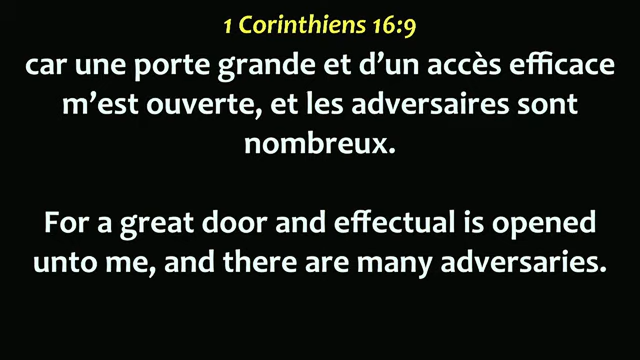 1 Corinthiens 16:9
car une porte grande et d’un accès efficace
m’est ouverte, et les adversaires sont
nombreux.
For a great door and effectual is opened
unto me, and there are many adversaries.